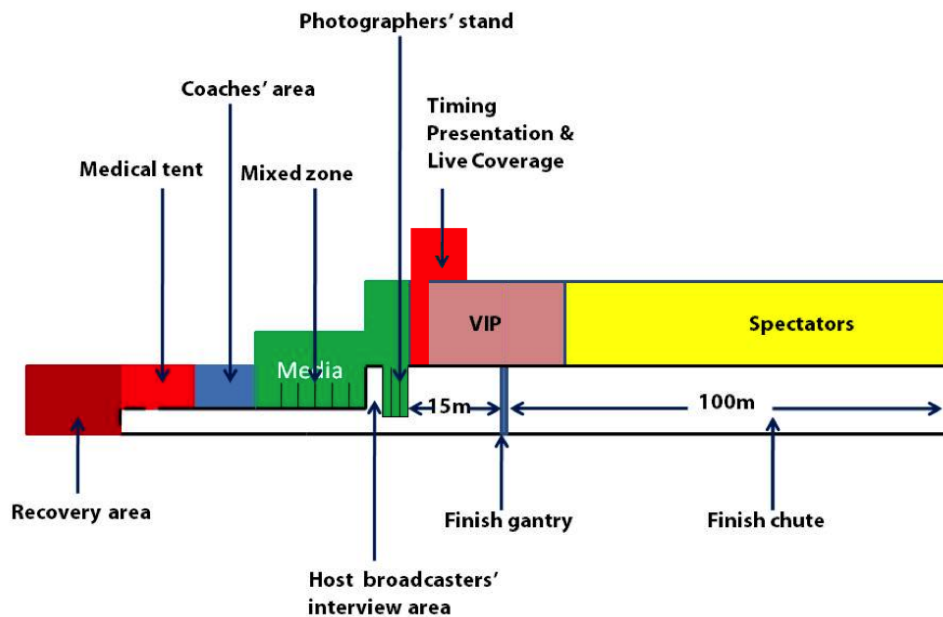 Photographers' stand
Coaches' area
Timing
Presentation &
Live Coverage
Medical tent
Mixed zone
VIP
Spectators
Media
15m
100m
Recovery area
Finish gantry
Finish chute
Host broadcasters'
interview area